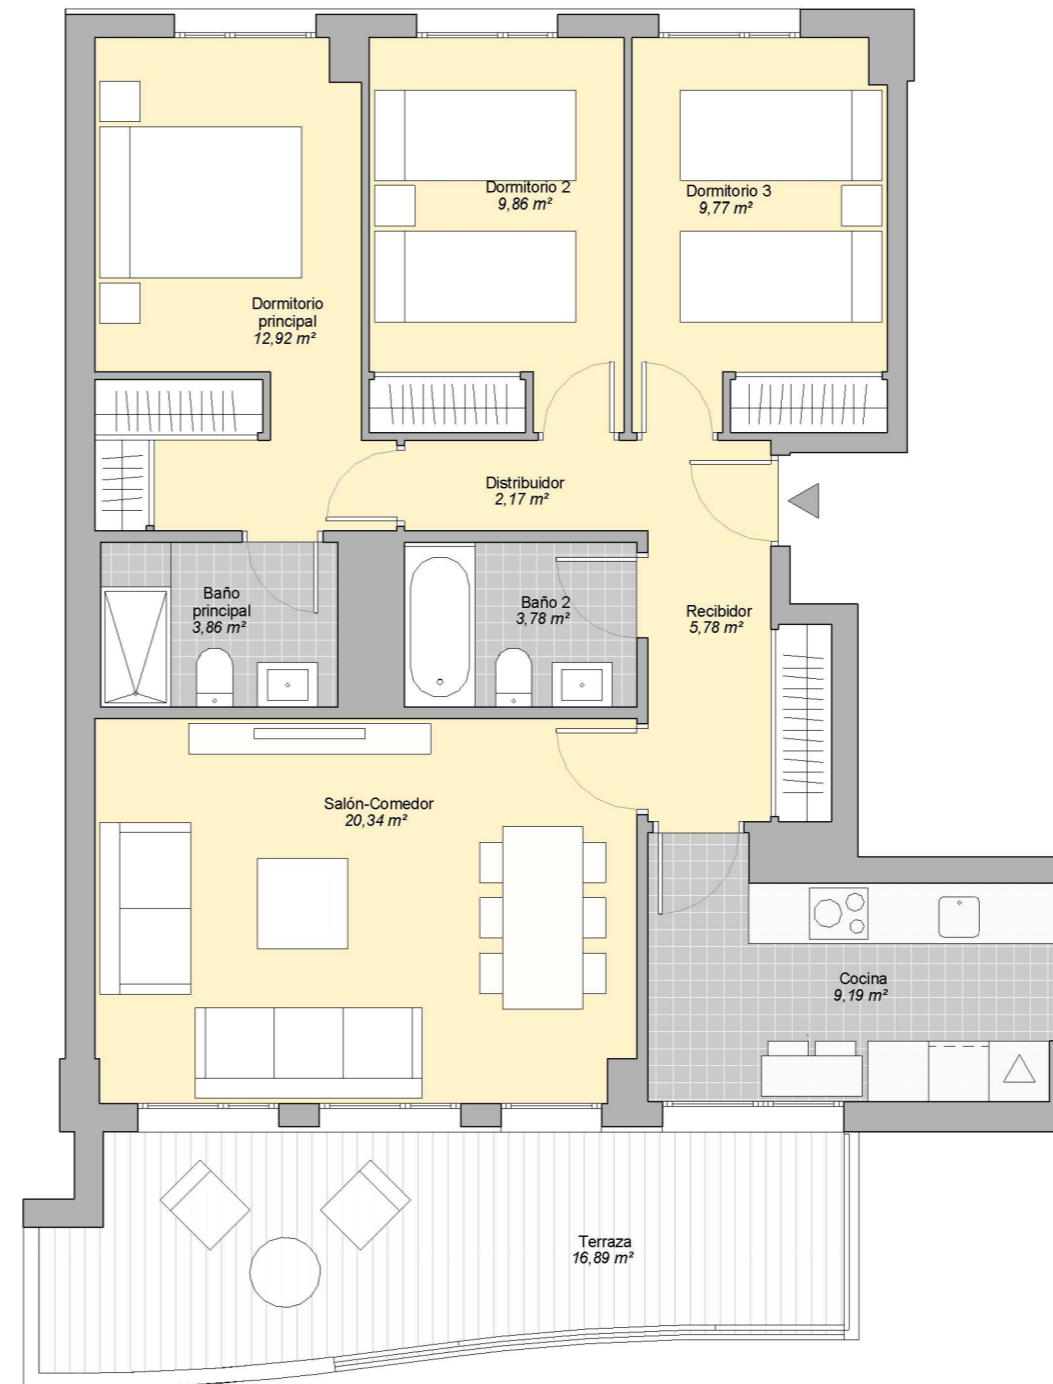 Dormitorio 2
9,86 m²
Dormitorio 3
9,77 m²
Dormitorio
principal
12,92 m²
Distribuidor
2,17 m²
Baño
principal
3,86 m²
Baño 2
3,78 m²
Recibidor
5,78 m²
Salón-Comedor
20,34 m²
Cocina
9,19 m²
Terraza
16,89 m²